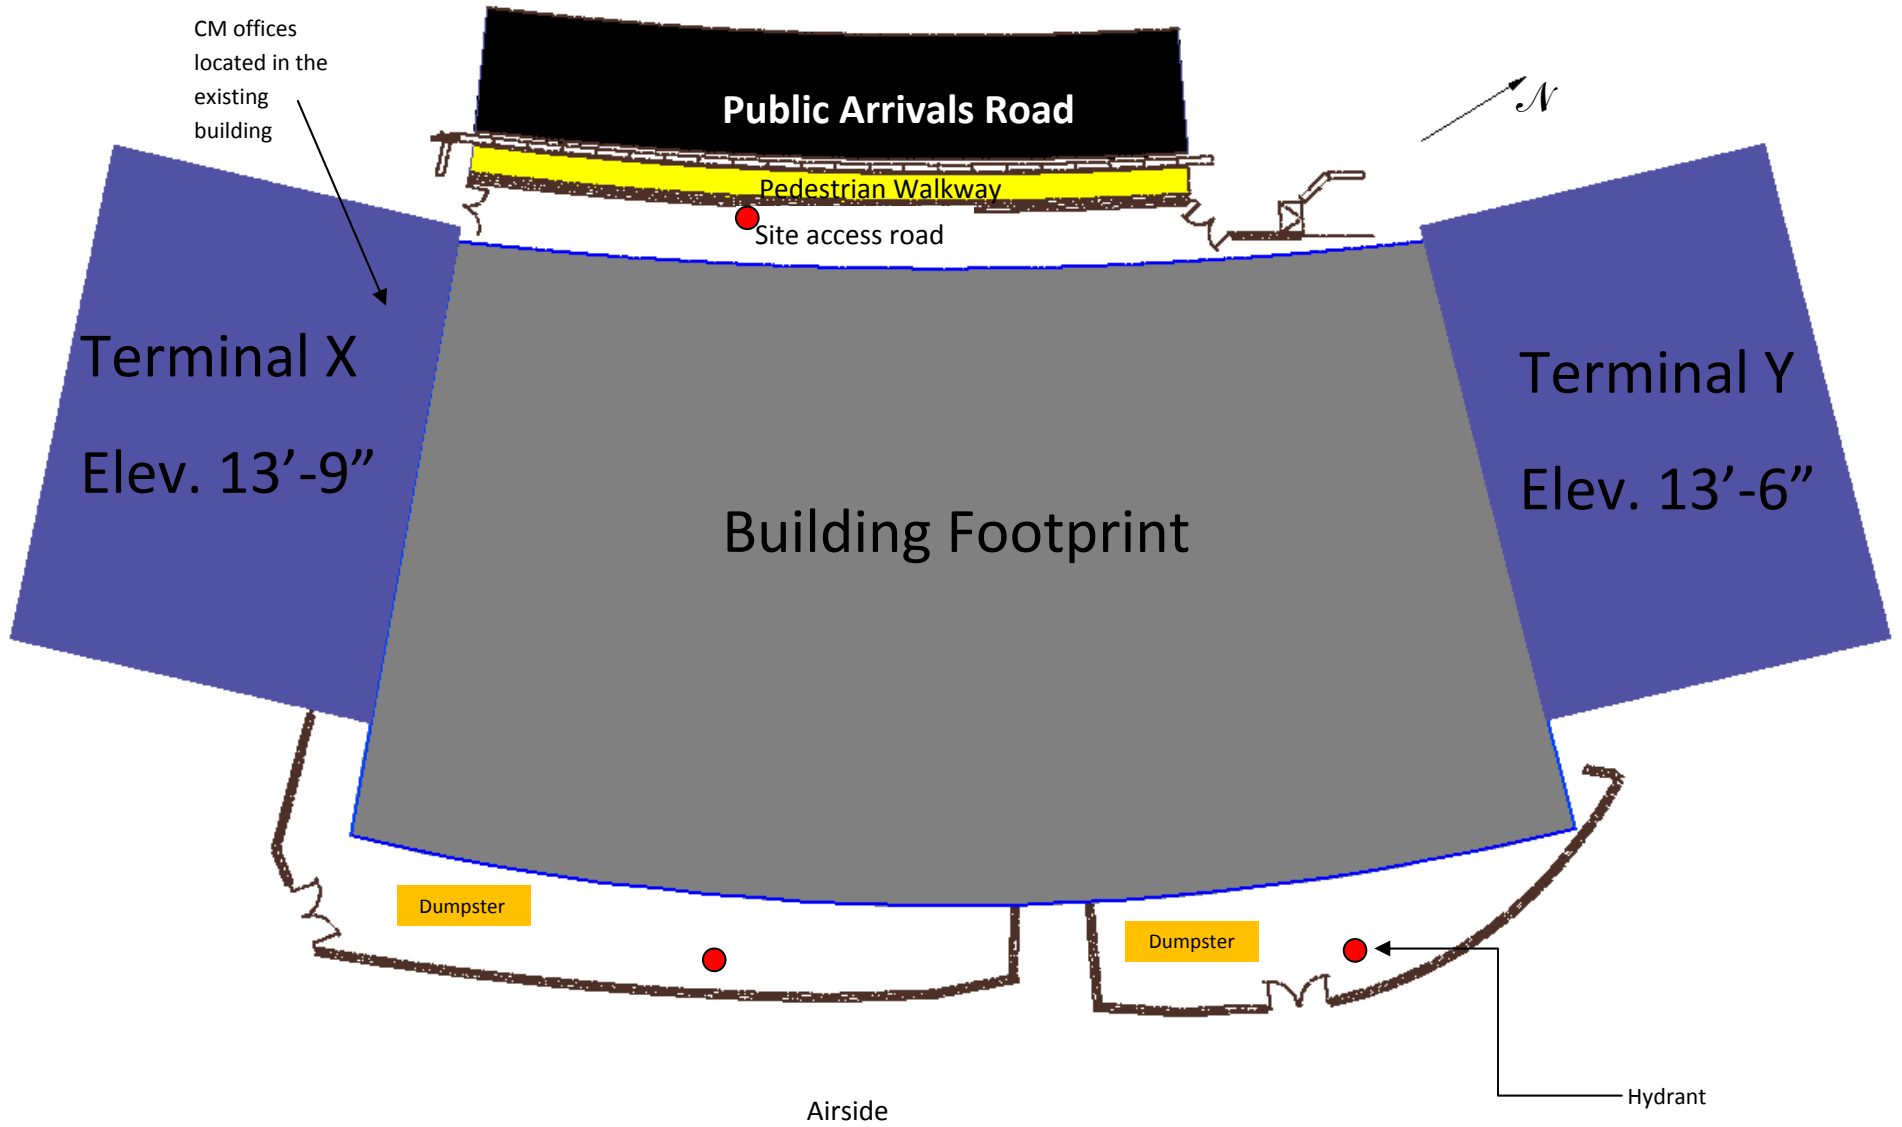 CM offices
located in the
existing
building
Public Arrivals Road
N
Pedestrian Walkway
Site access road
Terminal X
Elev. 13’-9”
Terminal Y
Elev. 13’-6”
Building Footprint
Dumpster
Dumpster
Hydrant
Airside